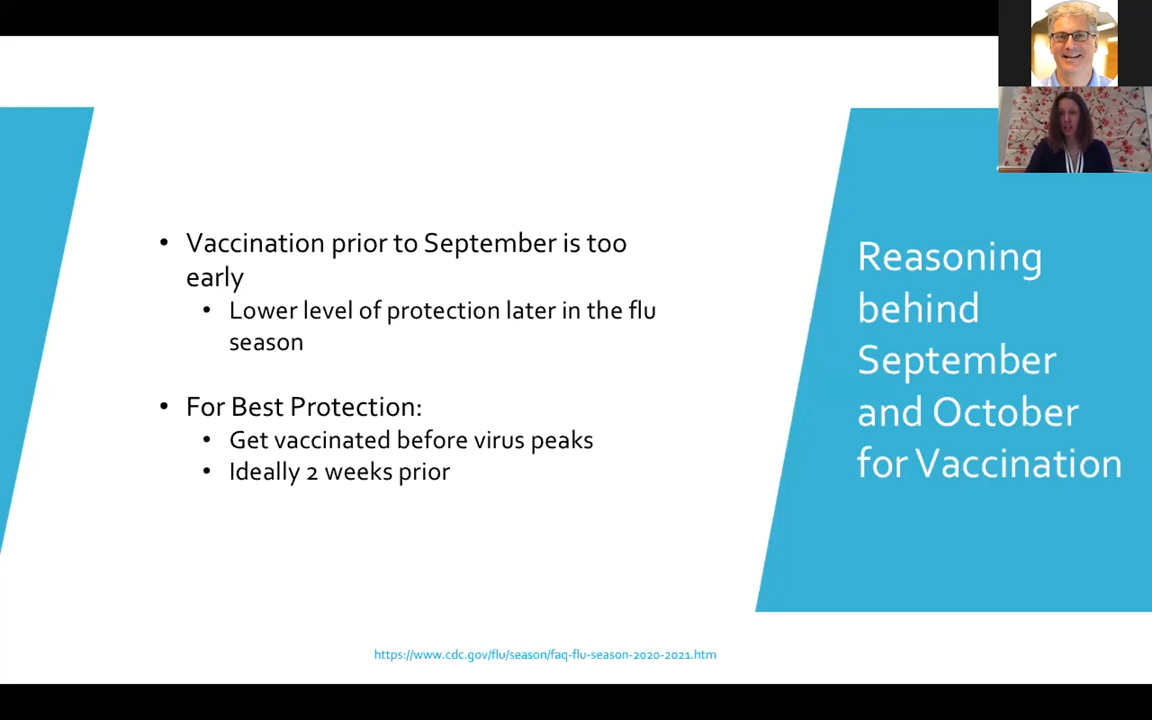 • Vaccination prior to September is too
early
• Lower level of protection later in the flu
season
• For Best Protection:
• Get vaccinated before virus peaks
• Ideally 2 weeks prior
Reasoning
behind
September
and October
for Vaccination
https://www.cdc.gov/flu/season/faq-flu-season-2020-2021.htm